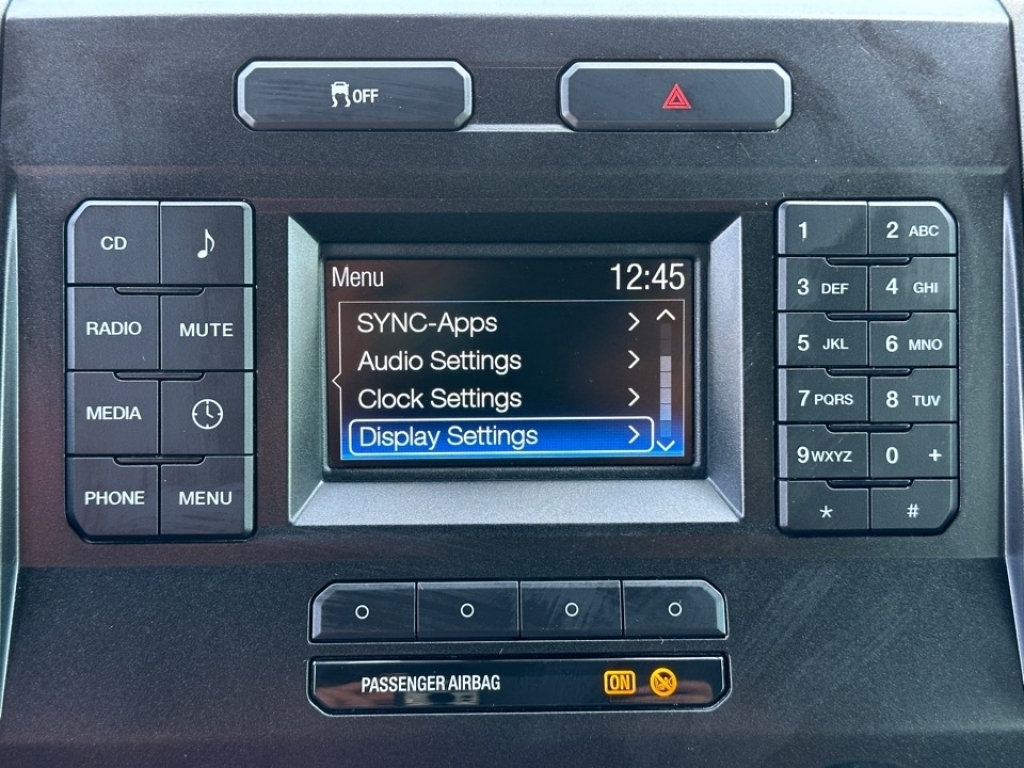 OFF
CD
RADIO MUTE
MEDIA
PHONE MENU
Menu 12:45
SYNC-Apps
Audio Settings
Clock Settings
Display Settings
1 2 ABC
3 DEF 4 GHI
5 JKL 6 MNO
7 PQRS 8 TUV
9 WXYZ 0 +
* #
PASSENGER AIRBAG ON